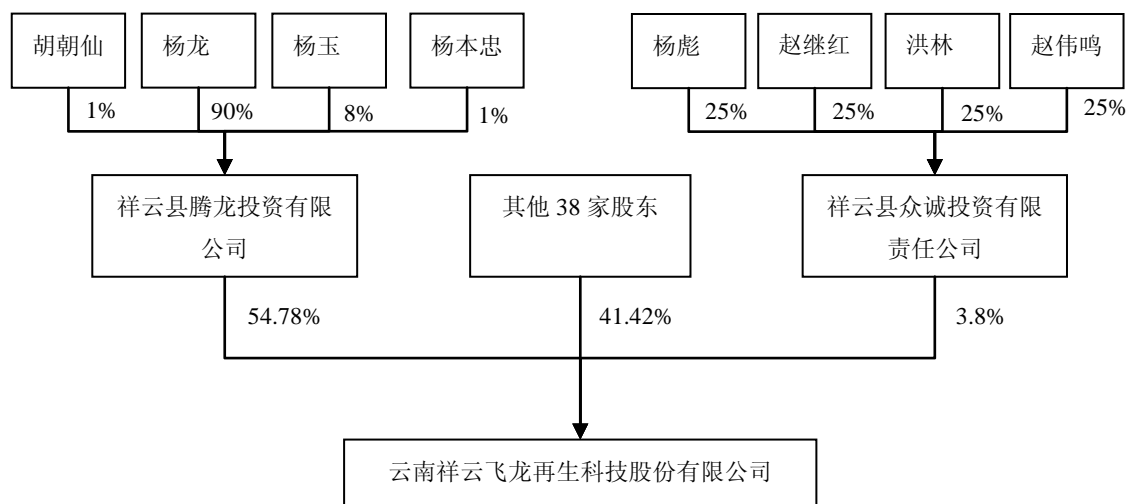 胡朝仙 杨龙 杨玉 杨本忠 杨彪 赵继红 洪林 赵伟鸣
1% 90% 8% 1% 25% 25% 25% 25%
祥云县腾龙投资有限
公司
其他 38 家股东
祥云县众诚投资有限
责任公司
54.78% 41.42% 3.8%
云南祥云飞龙再生科技股份有限公司